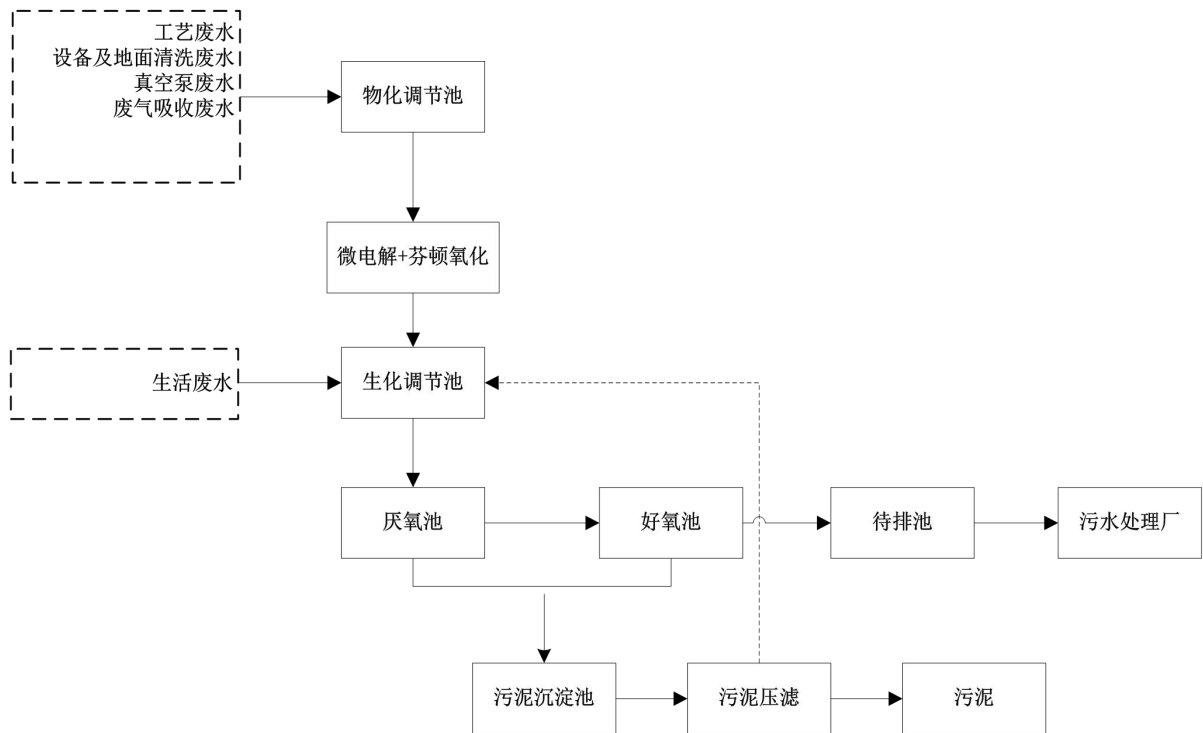 工艺废水
设备及地面清洗废水
真空泵废水
废气吸收废水
物化调节池
微电解+芬顿氧化
生活废水
生化调节池
厌氧池
好氧池
待排池
污水处理厂
污泥沉淀池
污泥压滤
污泥